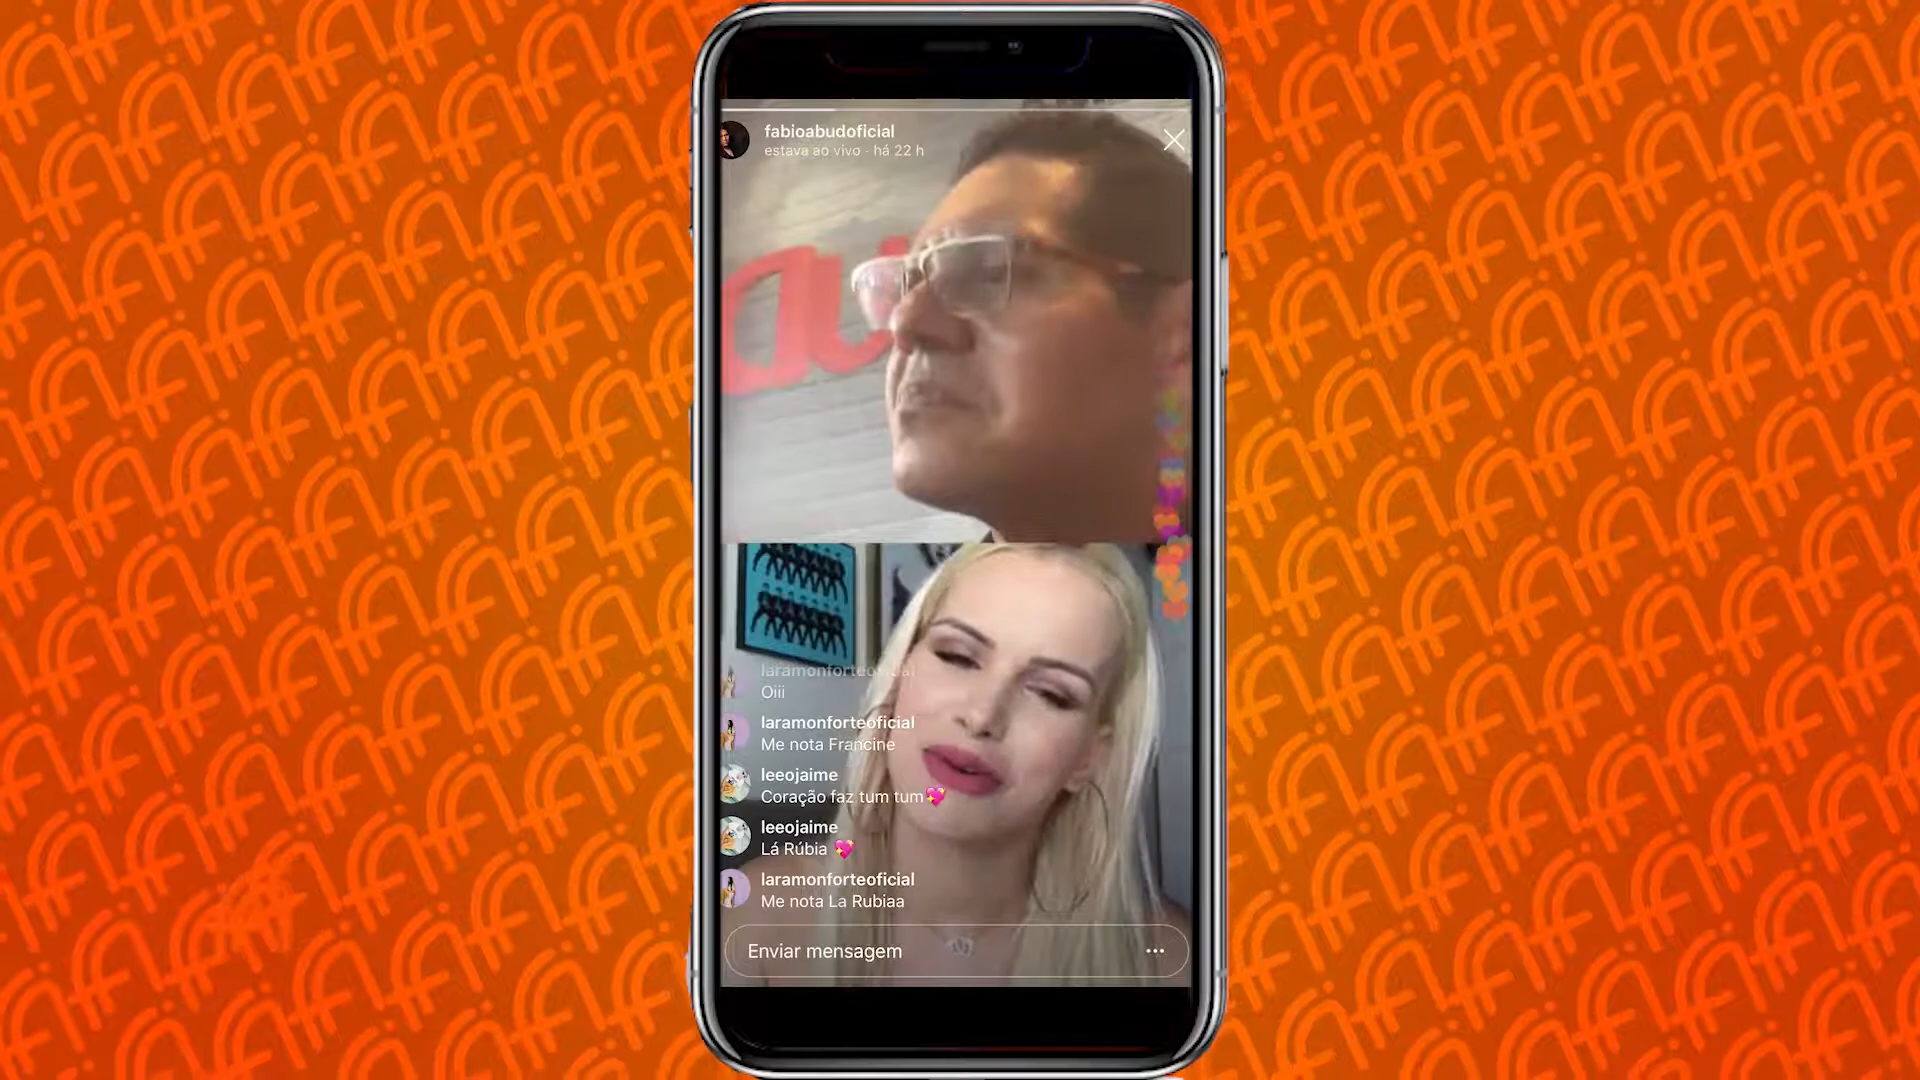 fabioabudoficial
estava ao vivo · há 22 h
laramonforteoficial
Oiii
laramonforteoficial
Me nota Francine
leeojaime
Coração faz tum tum💖
leeojaime
Lá Rúbia 💖
laramonforteoficial
Me nota La Rubiaa
Enviar mensagem